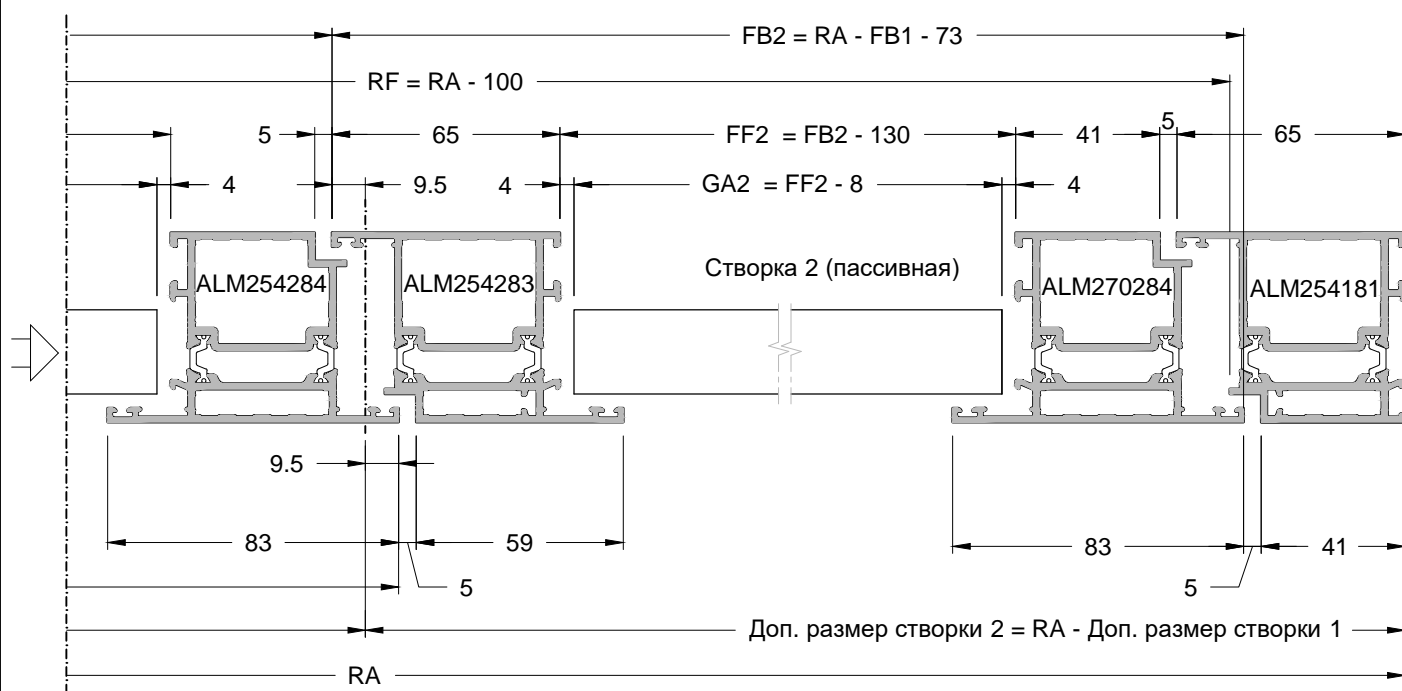 FB2 = RA - FB1 - 73
RF = RA - 100
5 65 FF2 = FB2 - 130 41 5 65
4 9.5 4 GA2 = FF2 - 8 4
Створка 2 (пассивная)
ALM254284 ALM254283 ALM270284 ALM254181
9.5
83 59 83 41
5 5
Доп. размер створки 2 = RA - Доп. размер створки 1
RA